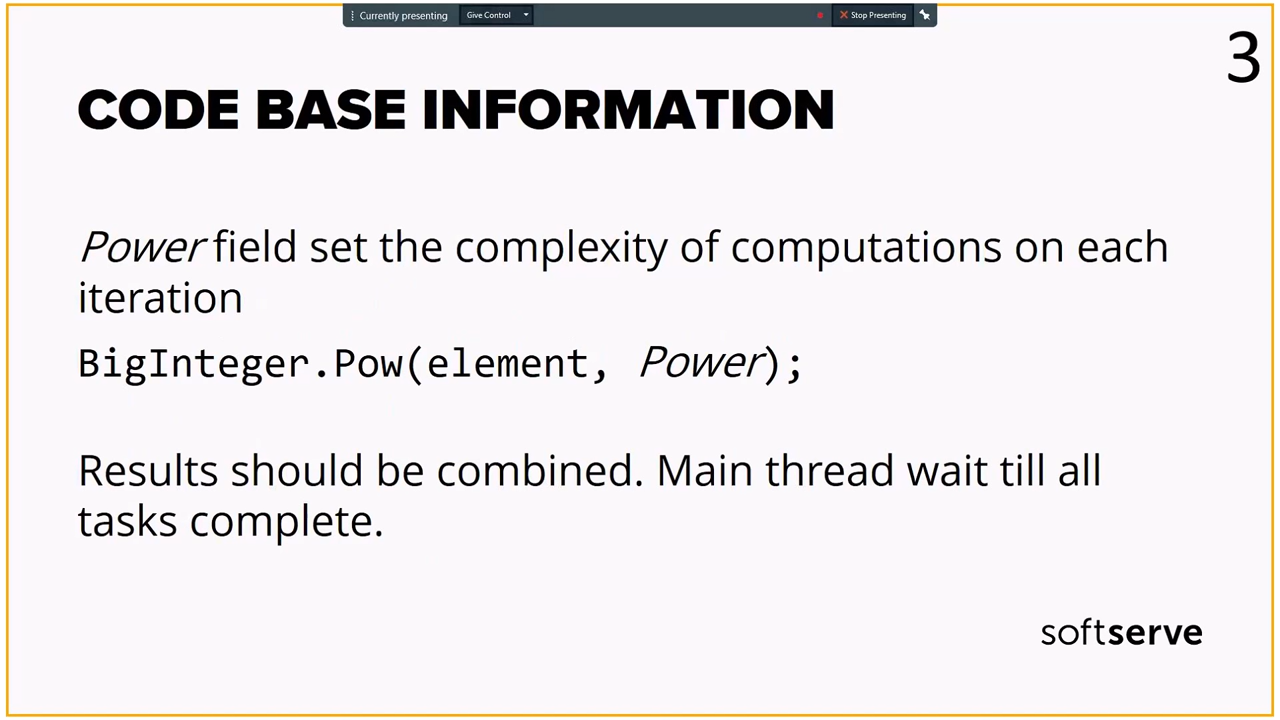 Currently presenting
Give Control
Stop Presenting
3
CODE BASE INFORMATION
Power field set the complexity of computations on each
iteration
BigInteger.Pow(element, Power);
Results should be combined. Main thread wait till all
tasks complete.
softserve